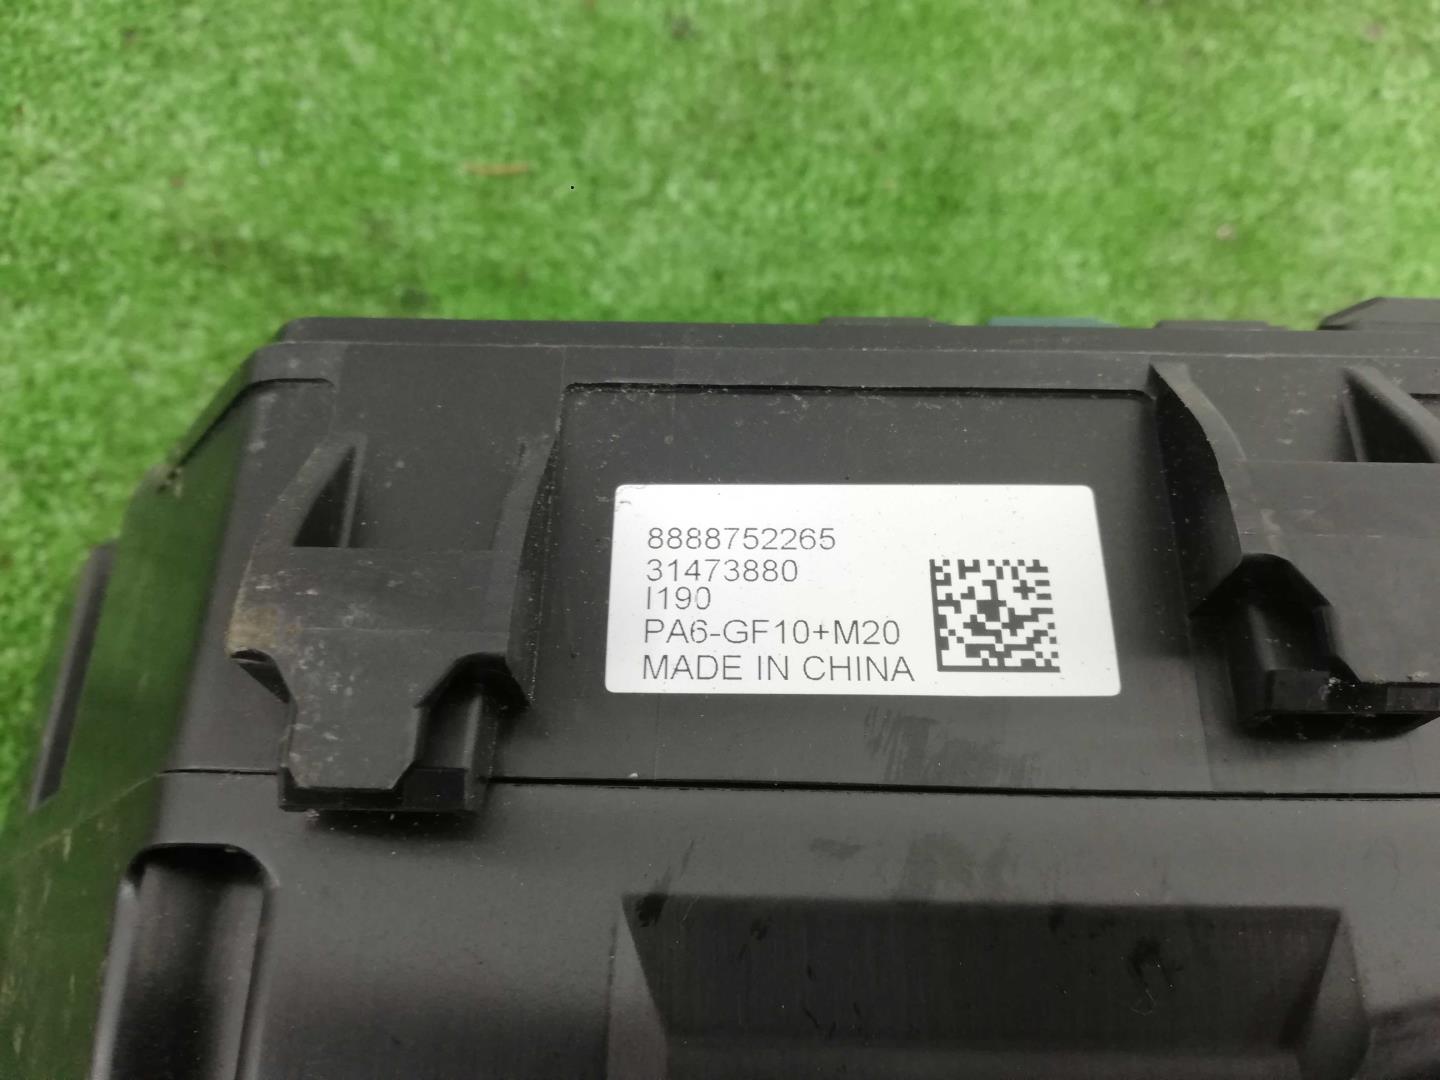 8888752265
31473880
I190
PA6-GF10+M20
MADE IN CHINA